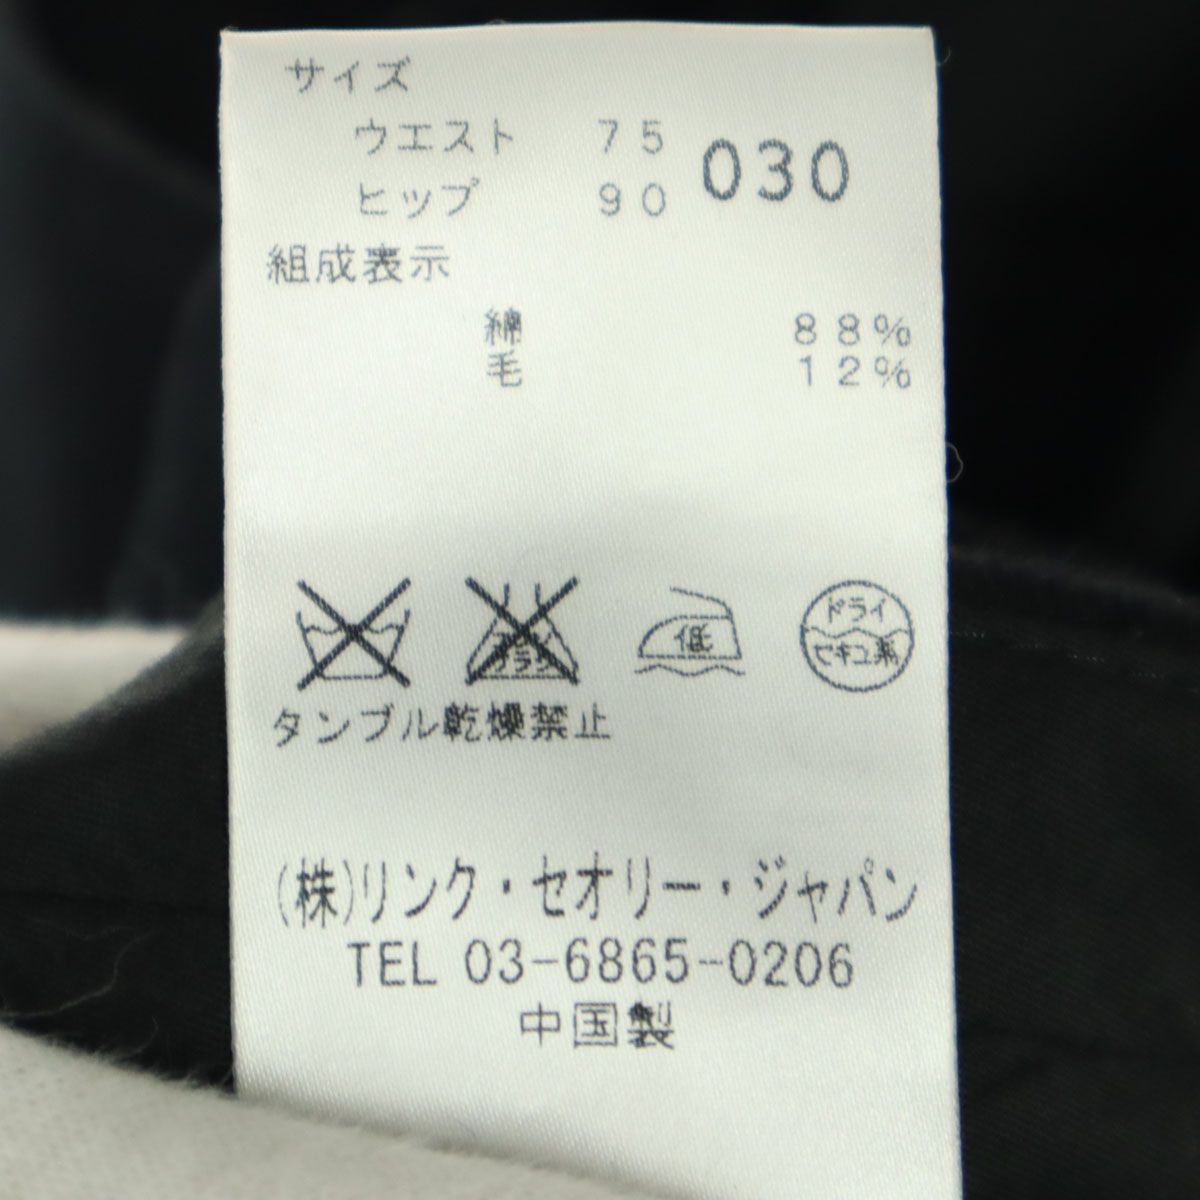 サイズ
ウエスト 75 030
ヒップ 90
組成表示
綿 88%
毛 12%
低 ドライ
セキユ系
タンブル乾燥禁止
(株)リンク・セオリー・ジャパン
TEL 03-6865-0206
中国製